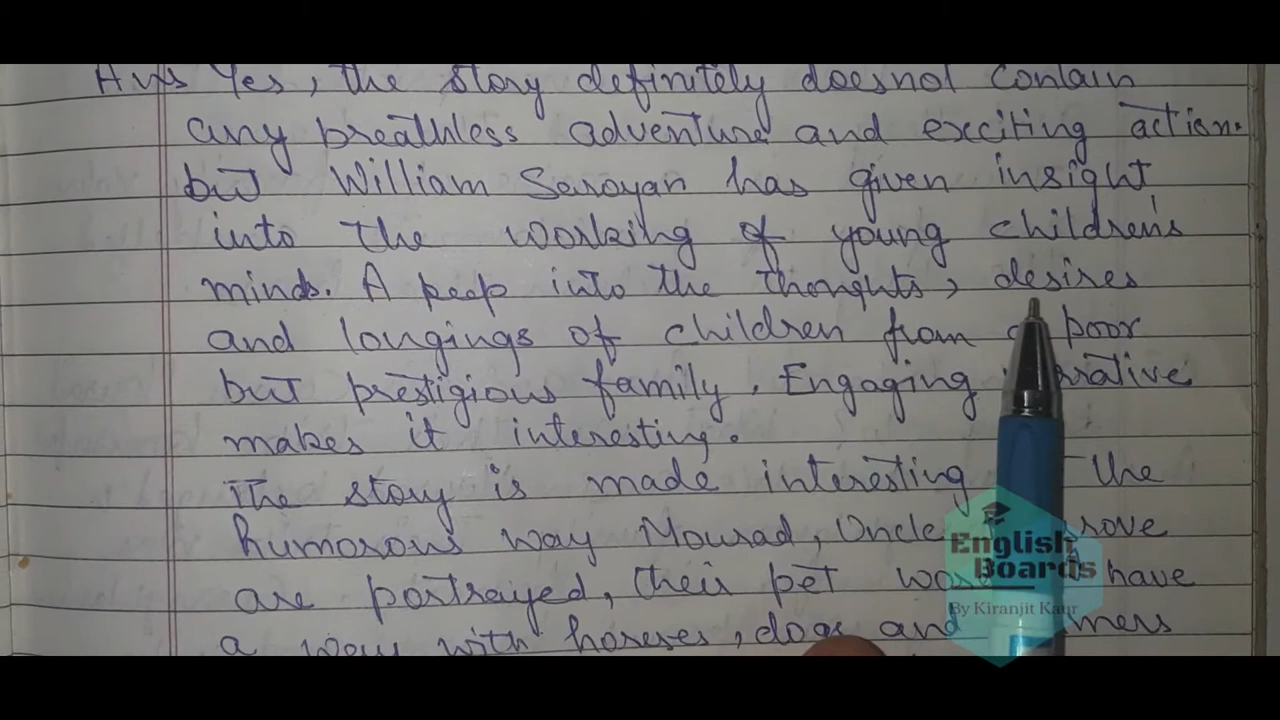 Ans Yes, the story definitely doesnot contain
any breathless adventure and exciting action.
but William Saroyan has given insight
into the working of young children's
minds. A peep into the thoughts, desires
and longings of children from a poor
but prestigious family. Engaging
makes it interesting.
The story is made interesting the
humorous way Mourad, Uncle
are portrayed, their pet have
a way with horses, dogs and
English
Boards
By Kiranjit Kaur